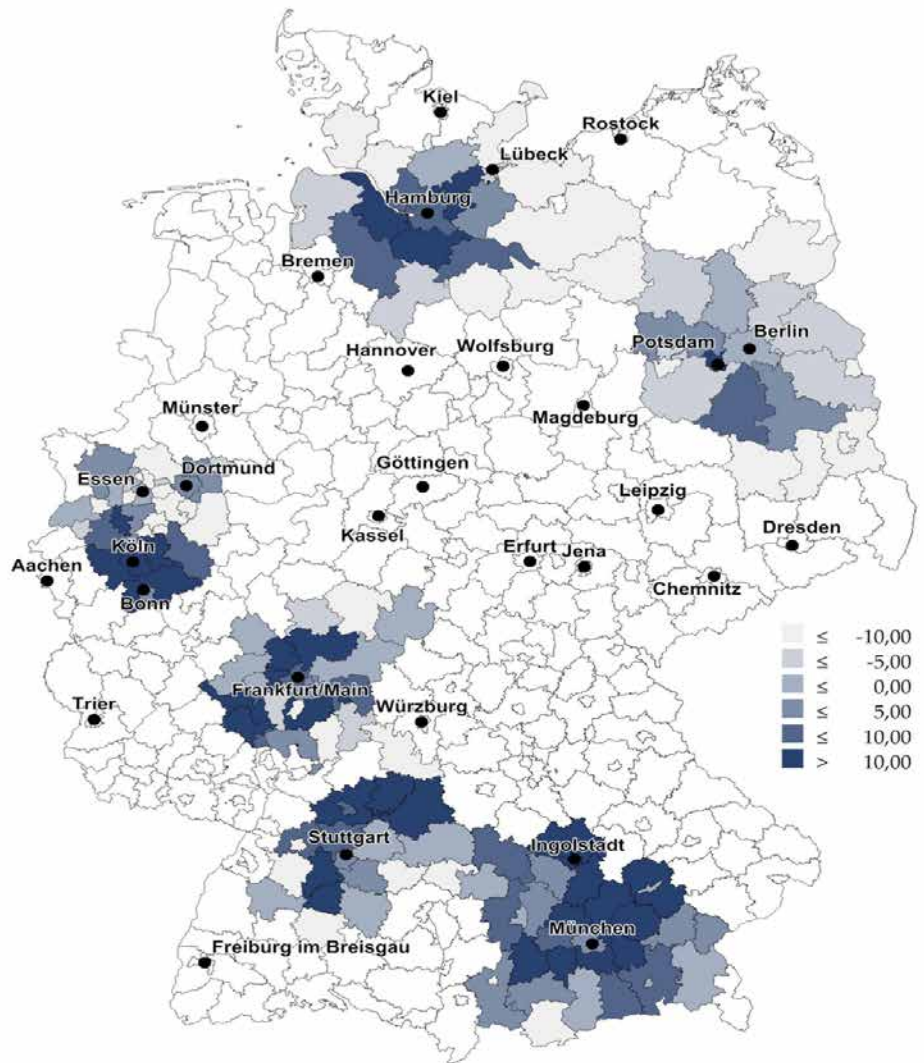 Kiel
Rostock
Lübeck
Hamburg
Bremen
Berlin
Potsdam
Hannover
Wolfsburg
Münster
Magdeburg
Göttingen
Dortmund
Essen
Leipzig
Kassel
Dresden
Köln
Erfurt
Jena
Aachen
Chemnitz
Bonn
≤ -10,00
≤ -5,00
≤ 0,00
≤ 5,00
≤ 10,00
> 10,00
Frankfurt/Main
Trier
Würzburg
Stuttgart
Ingolstadt
München
Freiburg im Breisgau